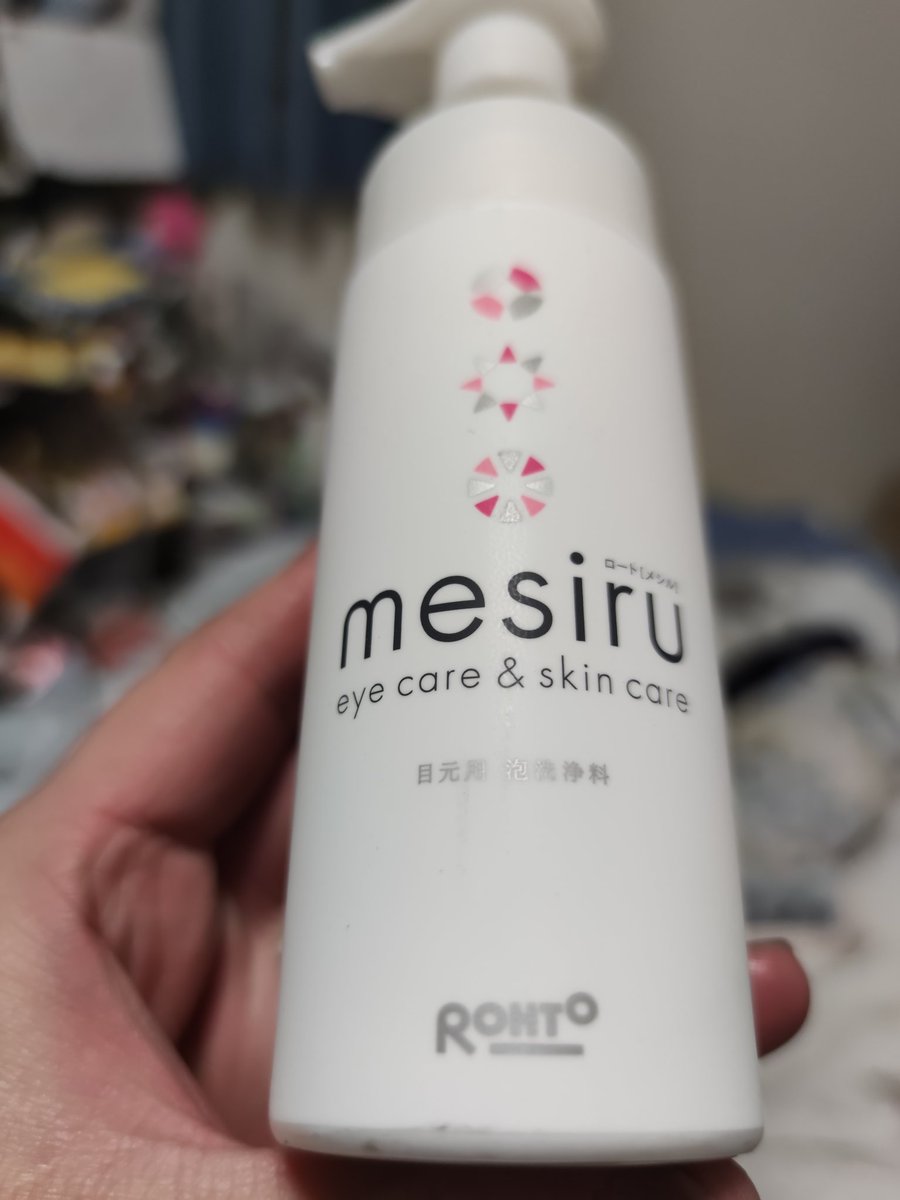 ロート[メシル]
mesiru
eye care & skin care
目元用 泡洗浄料
ROHTO